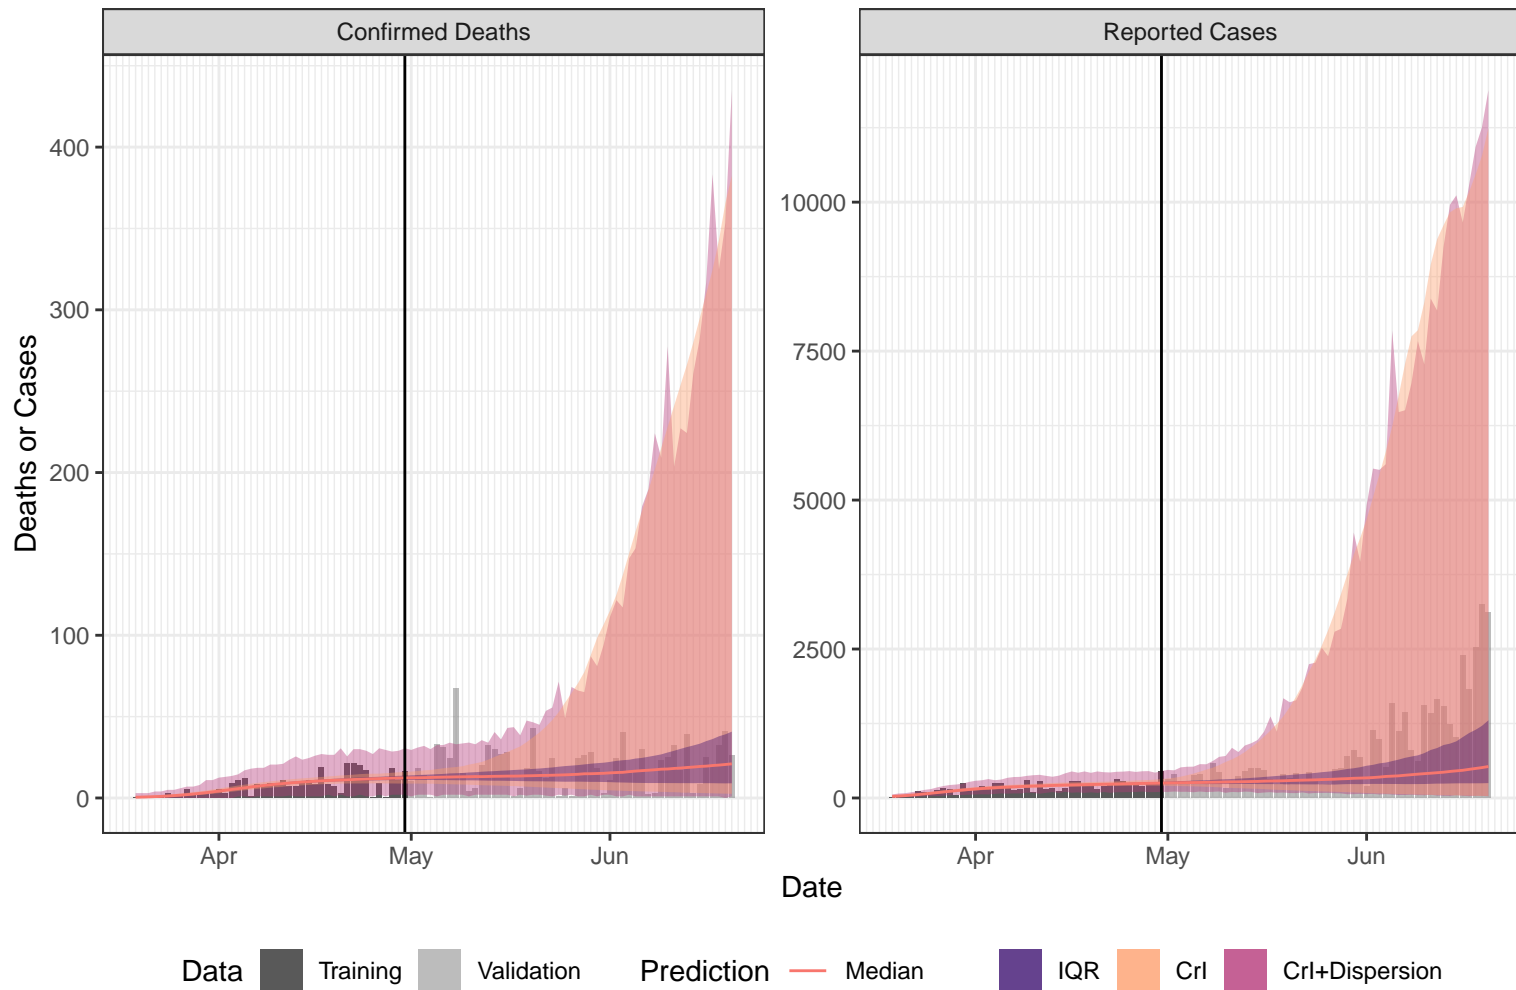 Confirmed Deaths
Reported Cases
Deaths or Cases
400
300
200
100
0
10000
7500
5000
2500
0
Apr
May
Jun
Apr
May
Jun
Date
Data Training Validation Prediction Median IQR CrI CrI+Dispersion